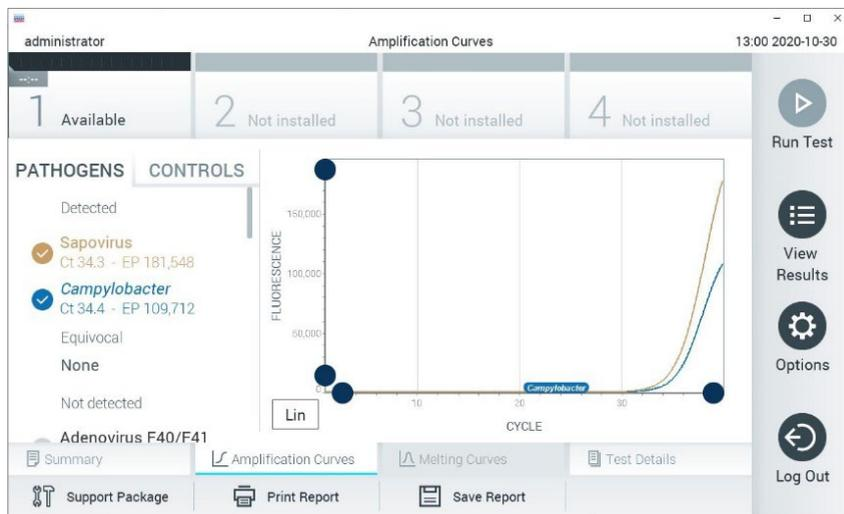 administrator
Amplification Curves
13:00 2020-10-30
--:--
1 Available
2 Not installed
3 Not installed
4 Not installed
Run Test
PATHOGENS CONTROLS
Detected
Sapovirus
Ct 34.3 - EP 181,548
Campylobacter
Ct 34.4 - EP 109,712
Equivocal
None
Not detected
Adenovirus F40/F41
FLUORESCENCE
150,000
100,000
50,000
0
Campylobacter
10 20 30
CYCLE
Lin
View
Results
Options
Log Out
Summary
Amplification Curves
Melting Curves
Test Details
Support Package
Print Report
Save Report